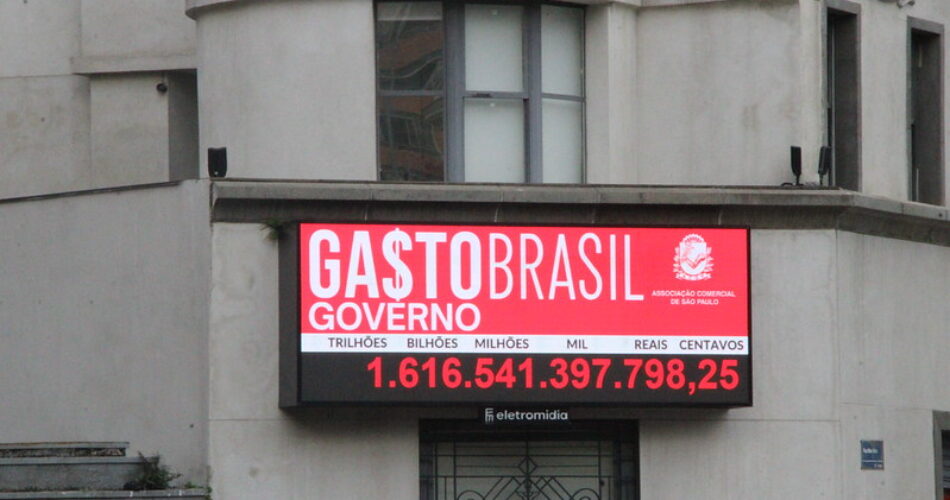 GA$TOBRASIL
GOVERNO
ASSOCIAÇÃO COMERCIAL
DE SÃO PAULO
TRILHÕES BILHÕES MILHÕES MIL REAIS CENTAVOS
1.616.541.397.798,25
eletromidia